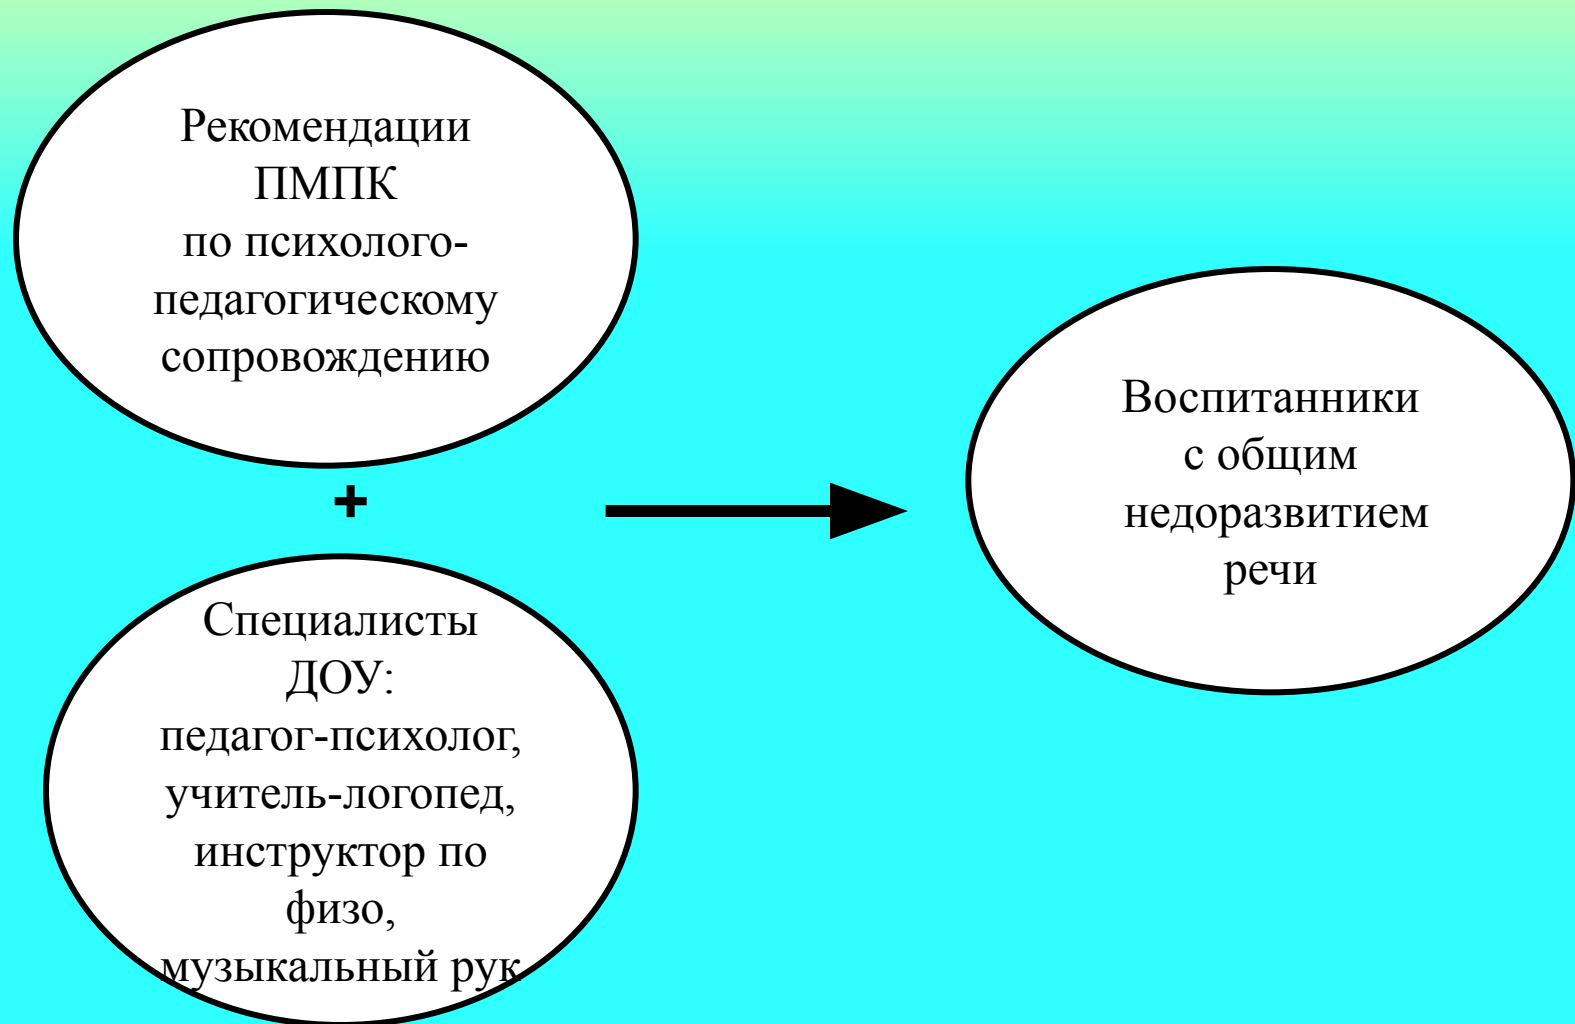 Рекомендации
ПМПК
по психолого-
педагогическому
сопровождению
+
Специалисты
ДОУ:
педагог-психолог,
учитель-логопед,
инструктор по
физо,
музыкальный рук
Воспитанники
с общим
недоразвитием
речи